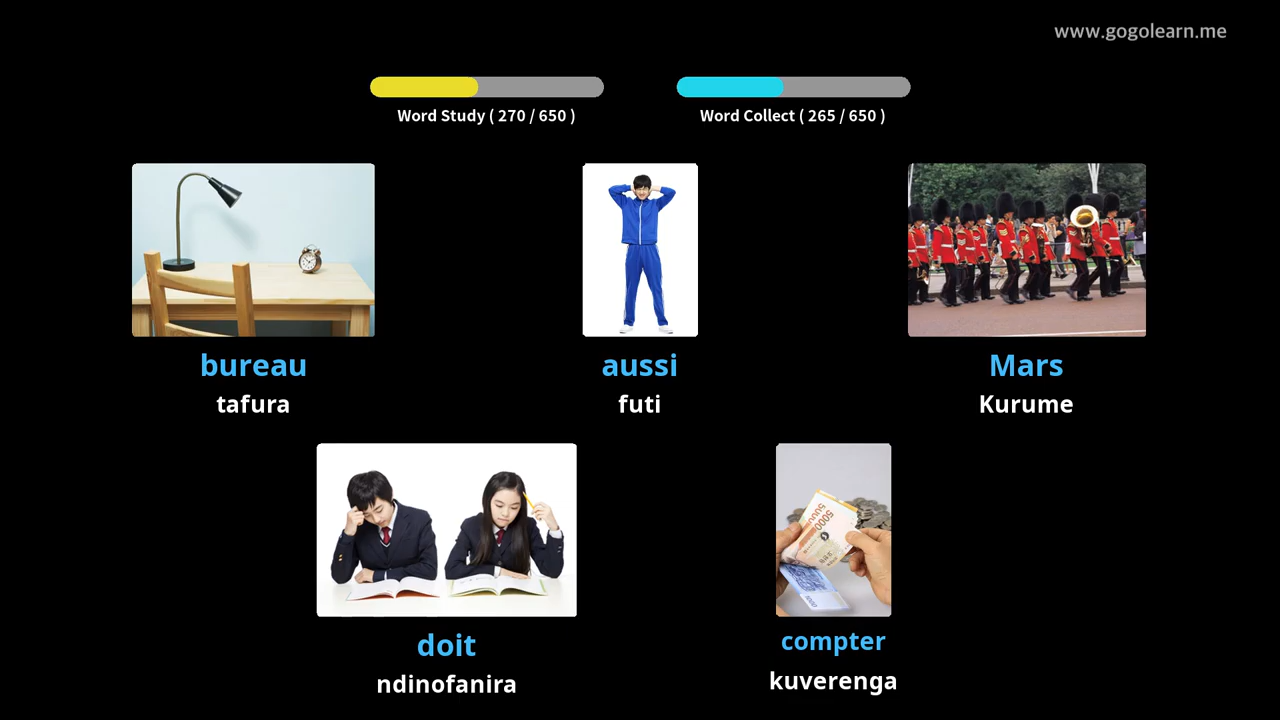 www.gogolearn.me
Word Study ( 270 / 650 )
Word Collect ( 265 / 650 )
bureau
tafura
aussi
futi
Mars
Kurume
doit
ndinofanira
5000
compter
kuverenga